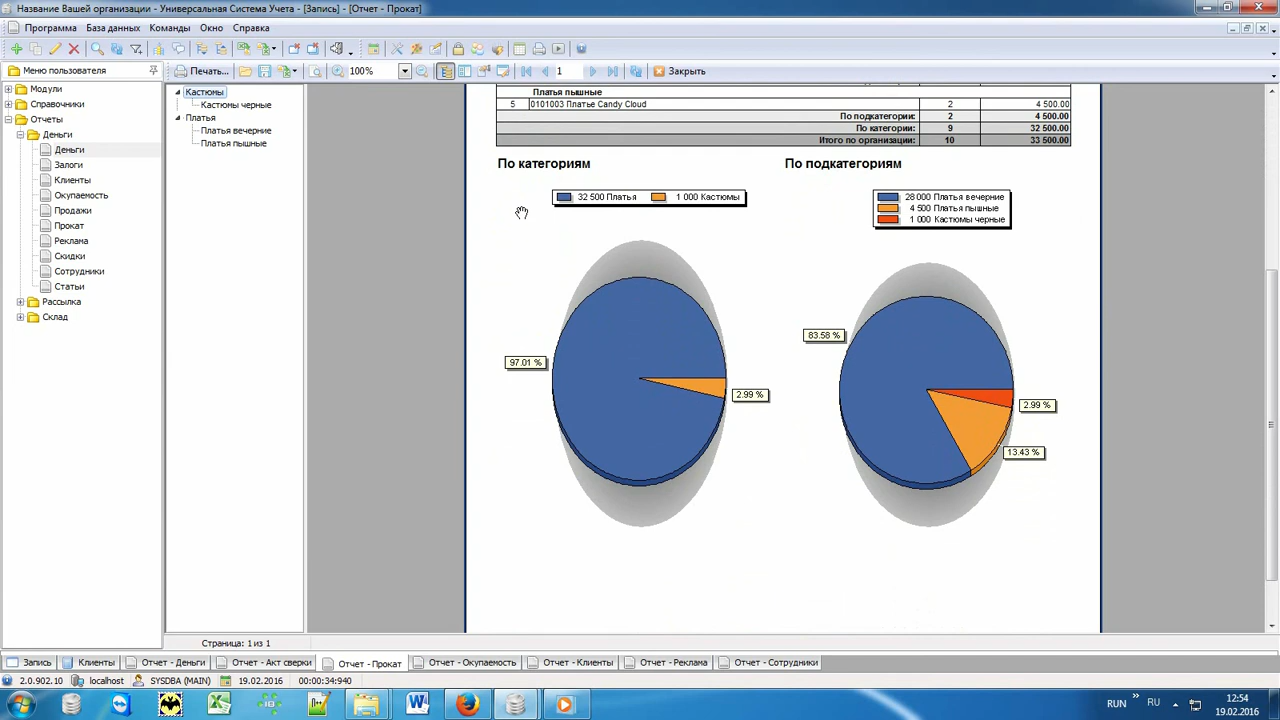 Название Вашей организации - Универсальная Система Учета - [Запись] - [Отчет - Прокат]
Программа База данных Команды Окно Справка
Меню пользователя
Печать... 100% 1 Закрыть
Модули
Справочники
Отчеты
Деньги
Деньги
Залоги
Клиенты
Окупаемость
Продажи
Прокат
Реклама
Скидки
Сотрудники
Статьи
Рассылка
Склад
Кастюмы
Кастюмы черные
Платья
Платья вечерние
Платья пышные
Платья пышные
5 0101003 Платье Candy Cloud 2 4 500.00
По подкатегории: 2 4 500.00
По категории: 9 32 500.00
Итого по организации: 10 33 500.00
По категориям
32 500 Платья 1 000 Кастюмы
97.01 %
2.99 %
По подкатегориям
28 000 Платья вечерние
4 500 Платья пышные
1 000 Кастюмы черные
83.58 %
2.99 %
13.43 %
Страница: 1 из 1
Запись Клиенты Отчет - Деньги Отчет - Акт сверки Отчет - Прокат Отчет - Окупаемость Отчет - Клиенты Отчет - Реклама Отчет - Сотрудники
2.0.902.10 localhost SYSDBA (MAIN) 19.02.2016 00:00:34:940
RUN RU 12:54
19.02.2016